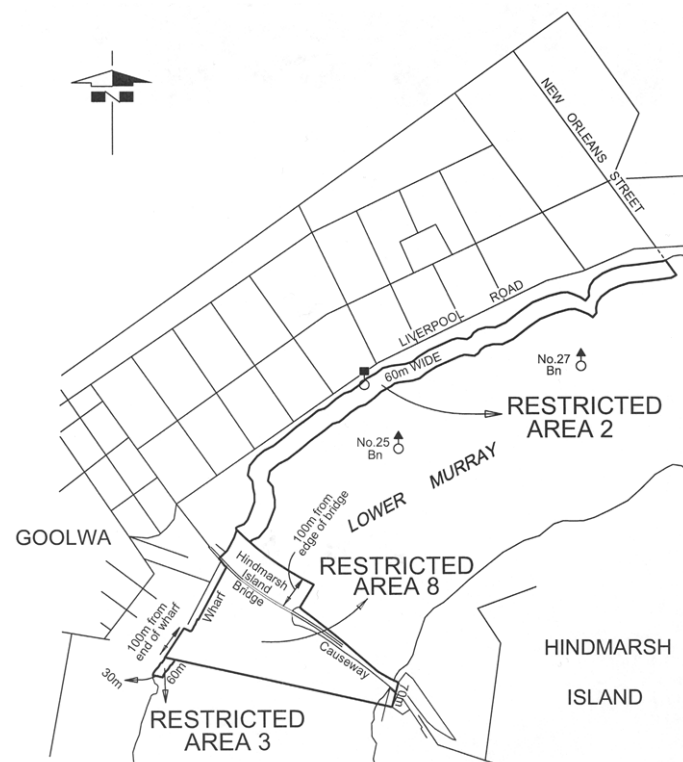 N
NEW ORLEANS STREET
LIVERPOOL ROAD
60m WIDE
No.27
Bn
RESTRICTED
AREA 2
No.25
Bn
LOWER MURRAY
GOOLWA
100m from
edge of bridge
Hindmarsh
Island
Bridge
RESTRICTED
AREA 8
Wharf
100m from
end of wharf
Causeway
HINDMARSH
ISLAND
30m
60m
70m
RESTRICTED
AREA 3